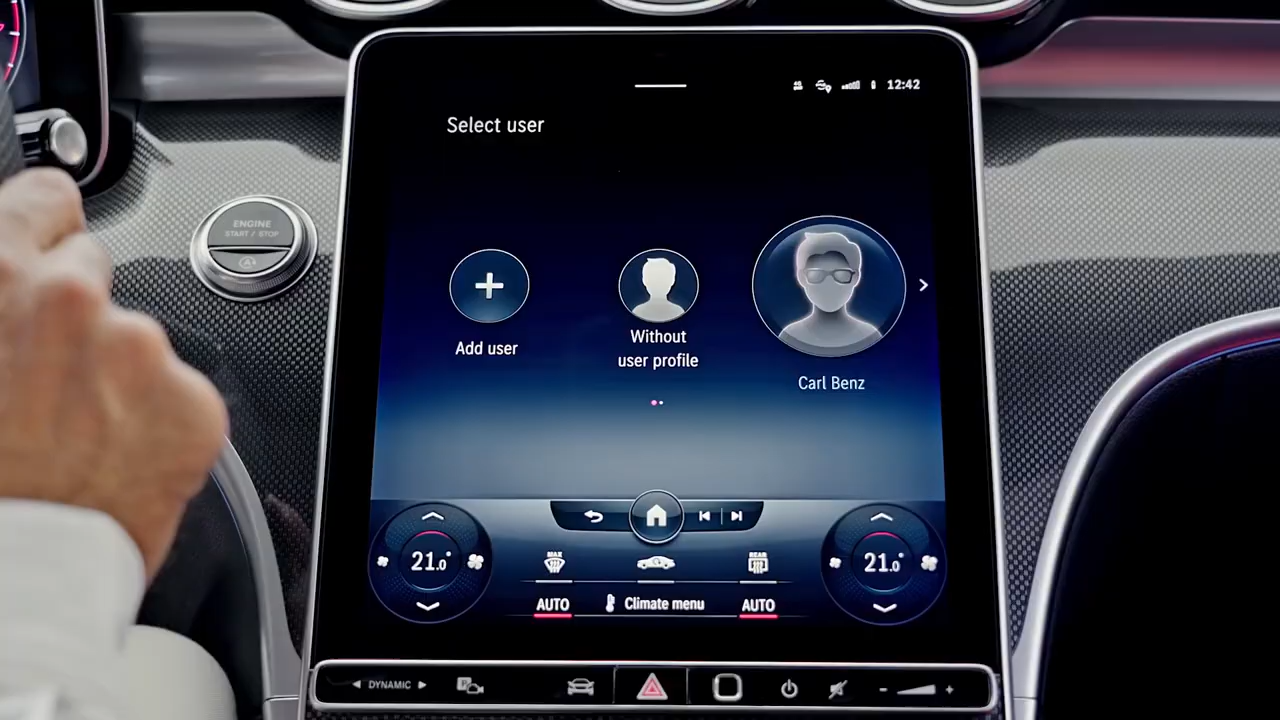 12:42
Select user
ENGINE
START / STOP
Add user
Without
user profile
Carl Benz
21.0°
21.0°
MAX
REAR
AUTO
Climate menu
AUTO
DYNAMIC